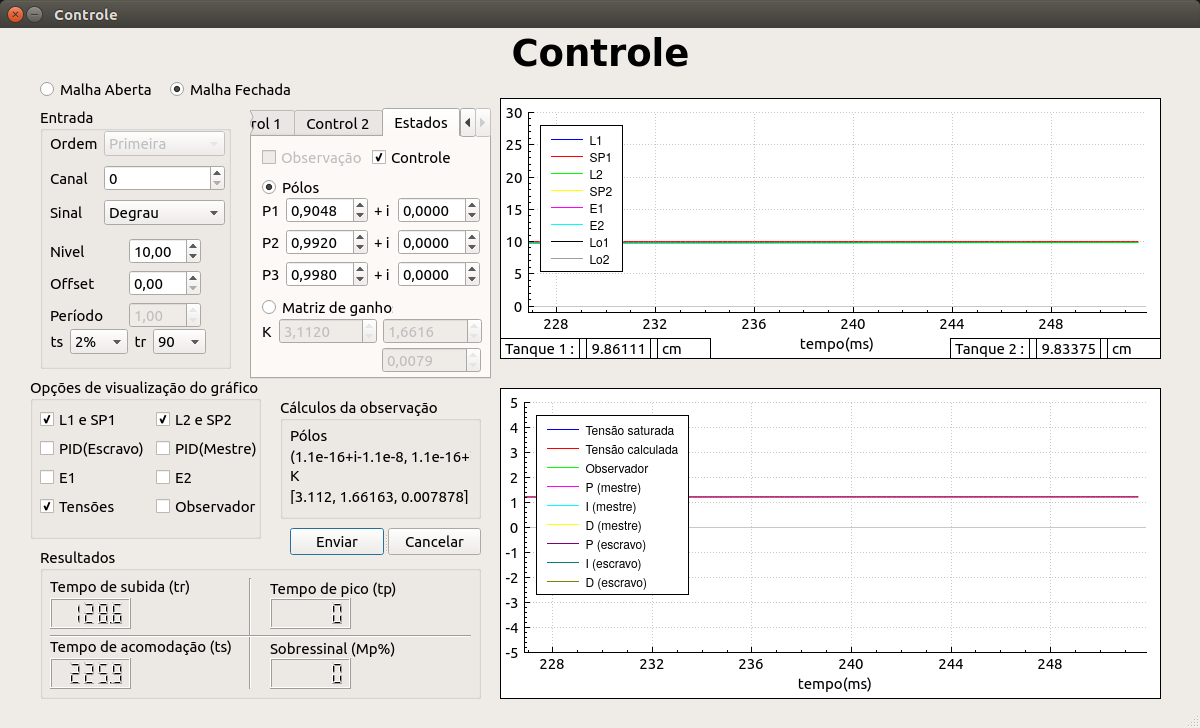 Controle
Controle
Malha Aberta Malha Fechada
Entrada
Ordem Primeira
Canal 0
Sinal Degrau
Nivel 10,00
Offset 0,00
Período 1,00
ts 2% tr 90
rol 1 Control 2 Estados
Observação Controle
Pólos
P1 0,9048 + i 0,0000
P2 0,9920 + i 0,0000
P3 0,9980 + i 0,0000
Matriz de ganho
K 3,1120 1,6616
0,0079
Opções de visualização do gráfico
L1 e SP1 L2 e SP2
PID(Escravo) PID(Mestre)
E1 E2
Tensões Observador
Cálculos da observação
Pólos
(1.1e-16+i-1.1e-8, 1.1e-16+
K
[3.112, 1.66163, 0.007878]
Enviar Cancelar
Resultados
Tempo de subida (tr) Tempo de pico (tp)
128.6 0
Tempo de acomodação (ts) Sobressinal (Mp%)
225.9 0
30
25
20
15
10
5
0
L1
SP1
L2
SP2
E1
E2
Lo1
Lo2
228 232 236 240 244 248
tempo(ms)
Tanque 1 : 9.86111 cm
Tanque 2 : 9.83375 cm
5
4
3
2
1
0
-1
-2
-3
-4
-5
Tensão saturada
Tensão calculada
Observador
P (mestre)
I (mestre)
D (mestre)
P (escravo)
I (escravo)
D (escravo)
228 232 236 240 244 248
tempo(ms)